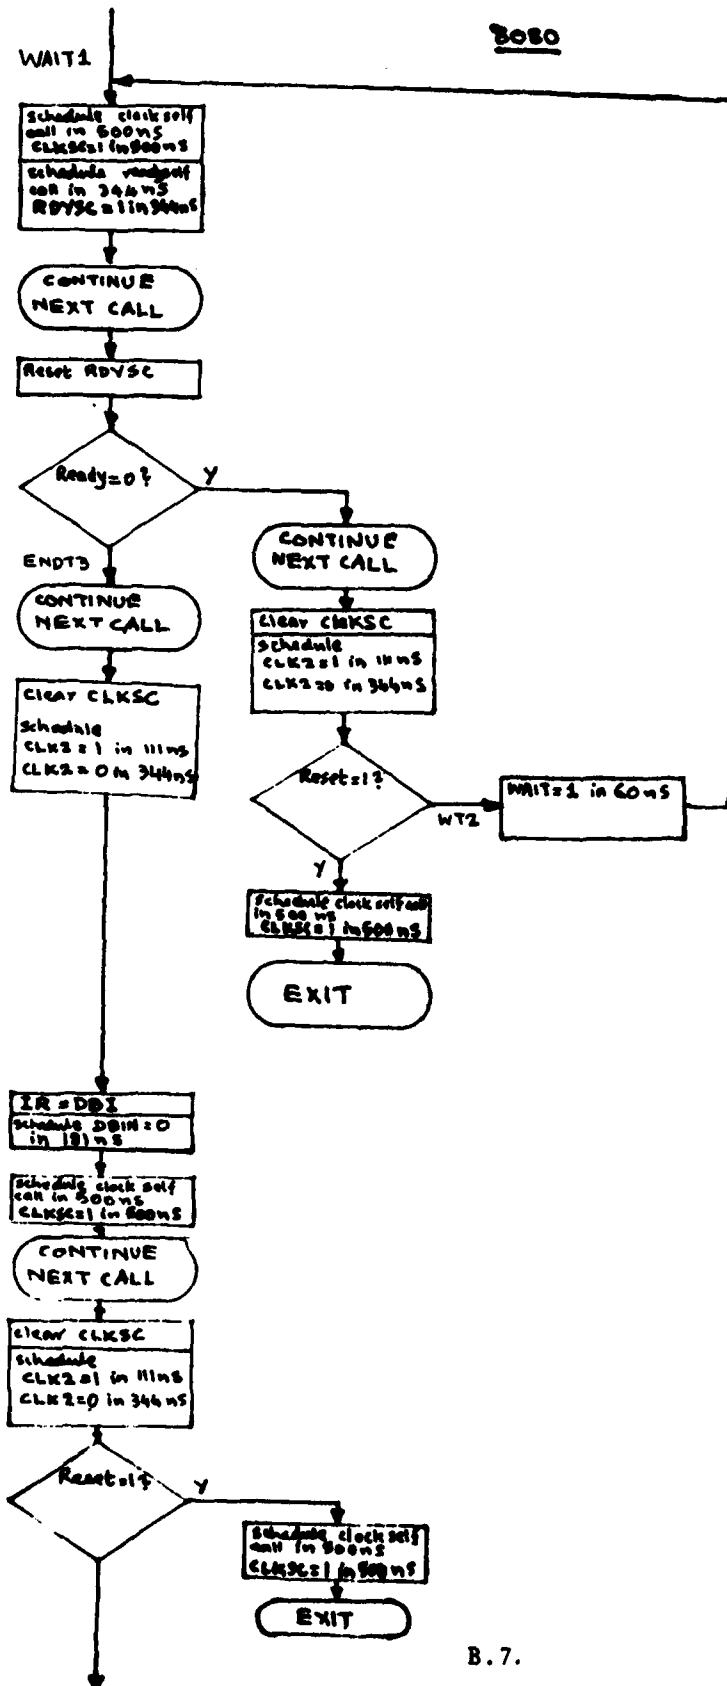 8080
WAIT1
schedule clock self
call in 500ns
CLKSC=1 in 500ns
schedule
call in 344ns
RDYSC=1 in 344ns
CONTINUE
NEXT CALL
Reset RDYSC
Ready=0?
Y
ENDT3
CONTINUE
NEXT CALL
clear CLKSC
schedule
CLK2=1 in 111ns
CLK2=0 in 344ns
CONTINUE
NEXT CALL
clear CLKSC
schedule
CLK2=1 in 111ns
CLK2=0 in 344ns
Reset=1?
WT2
WAIT=1 in 60ns
Y
schedule clock self call
in 500 ns
CLKSC=1 in 500ns
EXIT
IR = DBI
schedule DBIN=0
in 181ns
schedule clock self
call in 500ns
CLKSC=1 in 500ns
CONTINUE
NEXT CALL
clear CLKSC
schedule
CLK2=1 in 111ns
CLK2=0 in 344ns
Reset=1?
Y
schedule clock self
call in 500ns
CLKSC=1 in 500ns
EXIT
B.7.